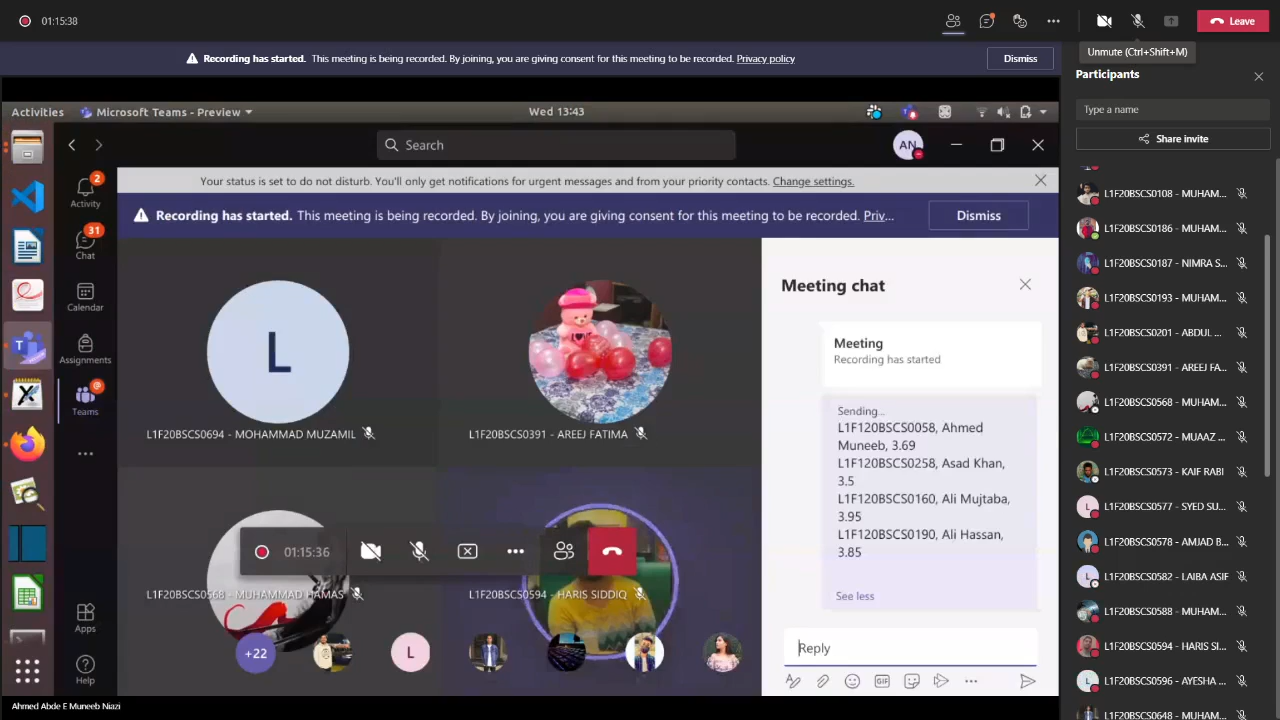 01:15:38
Leave
Recording has started. This meeting is being recorded. By joining, you are giving consent for this meeting to be recorded. Privacy policy
Dismiss
Unmute (Ctrl+Shift+M)
Participants
Type a name
Share invite
L1F20BSCS0108 - MUHAM...
L1F20BSCS0186 - MUHAM...
L1F20BSCS0187 - NIMRA S...
L1F20BSCS0193 - MUHAM...
L1F20BSCS0201 - ABDUL ...
L1F20BSCS0391 - AREEJ FA...
L1F20BSCS0568 - MUHAM...
L1F20BSCS0572 - MUAAZ ...
L1F20BSCS0573 - KAIF RABI
L
L1F20BSCS0577 - SYED SU...
L1F20BSCS0578 - AMJAD B...
L
L1F20BSCS0582 - LAIBA ASIF
L1F20BSCS0588 - MUHAM...
L1F20BSCS0594 - HARIS SI...
L
L1F20BSCS0596 - AYESHA ...
L1F20BSCS0648 - MUHAM...
Activities
Microsoft Teams - Preview
Wed 13:43
Search
AN
Your status is set to do not disturb. You'll only get notifications for urgent messages and from your priority contacts. Change settings.
Recording has started. This meeting is being recorded. By joining, you are giving consent for this meeting to be recorded. Priv...
Dismiss
2
Activity
31
Chat
Calendar
Assignments
@
Teams
Apps
Help
L
L1F20BSCS0694 - MOHAMMAD MUZAMIL
L1F20BSCS0391 - AREEJ FATIMA
01:15:36
L1F20BSCS0568 - MUHAMMAD HAMAS
L1F20BSCS0594 - HARIS SIDDIQ
+22
L
Meeting chat
Meeting
Recording has started
Sending...
L1F120BSCS0058, Ahmed
Muneeb, 3.69
L1F120BSCS0258, Asad Khan,
3.5
L1F120BSCS0160, Ali Mujtaba,
3.95
L1F120BSCS0190, Ali Hassan,
3.85
See less
Reply
GIF
Ahmed Abde E Muneeb Niazi